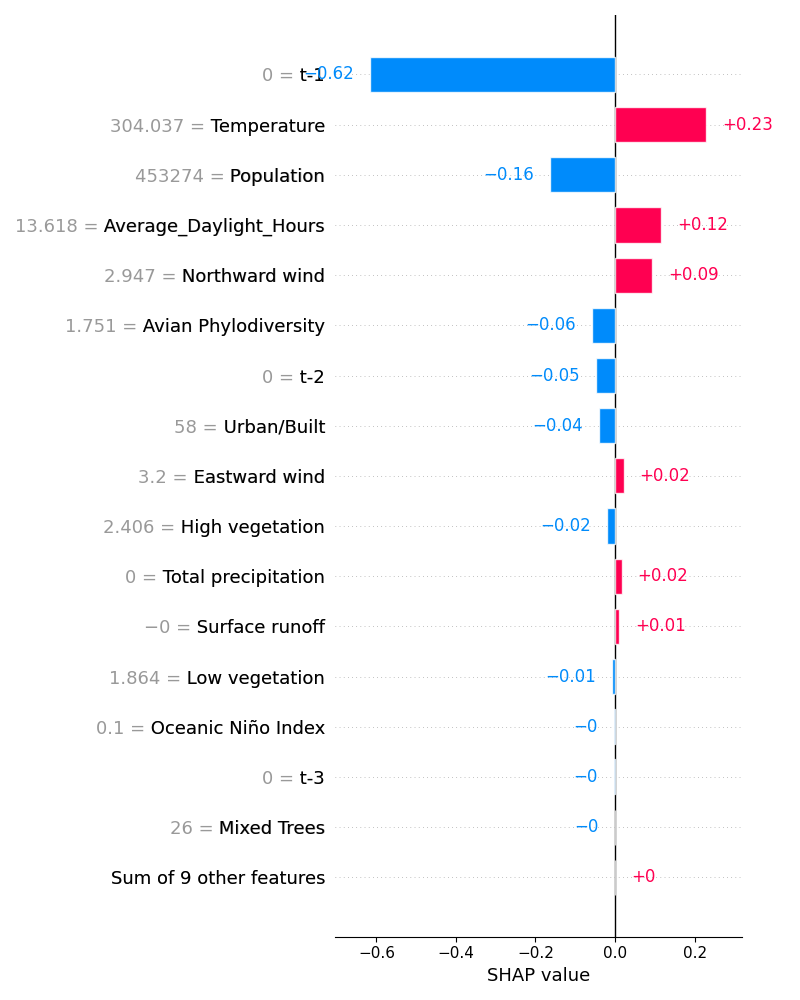 0 = t-1 −0.62
304.037 = Temperature +0.23
453274 = Population −0.16
13.618 = Average_Daylight_Hours +0.12
2.947 = Northward wind +0.09
1.751 = Avian Phylodiversity −0.06
0 = t-2 −0.05
58 = Urban/Built −0.04
3.2 = Eastward wind +0.02
2.406 = High vegetation −0.02
0 = Total precipitation +0.02
−0 = Surface runoff +0.01
1.864 = Low vegetation −0.01
0.1 = Oceanic Niño Index −0
0 = t-3 −0
26 = Mixed Trees −0
Sum of 9 other features +0
−0.6 −0.4 −0.2 0.0 0.2
SHAP value